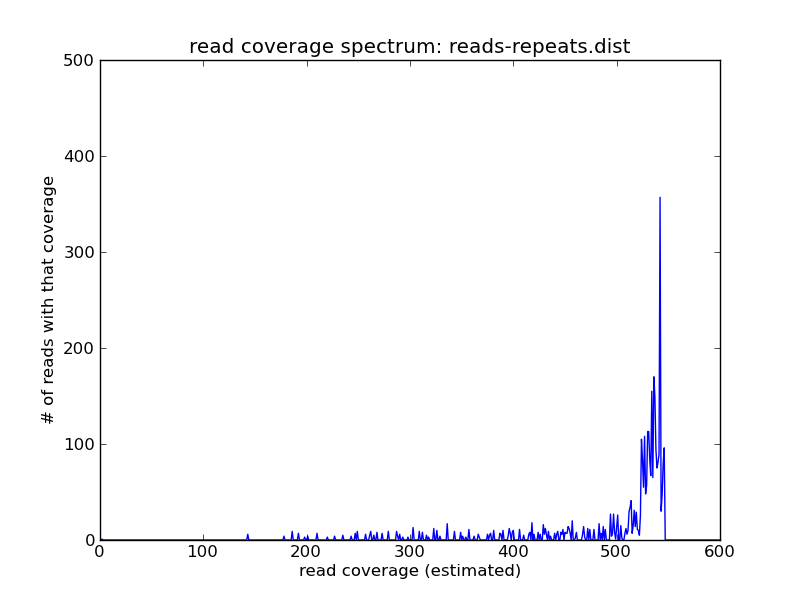 read coverage spectrum: reads-repeats.dist
500
400
300
200
100
0
# of reads with that coverage
0 100 200 300 400 500 600
read coverage (estimated)